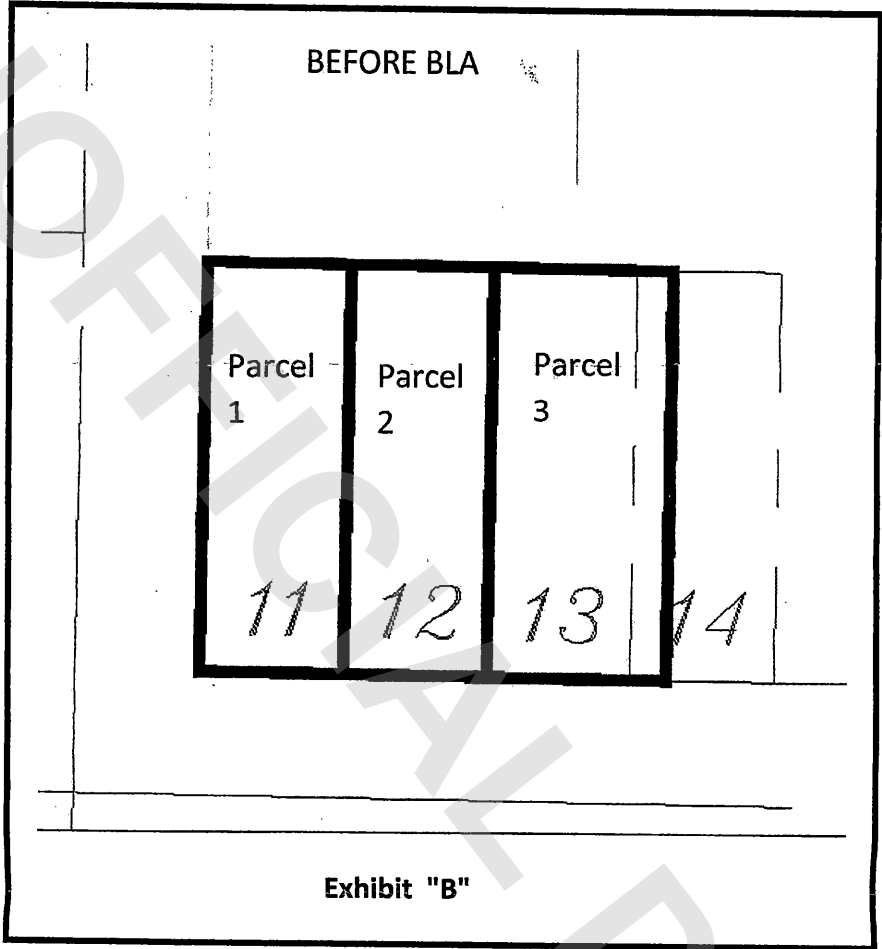 BEFORE BLA
Parcel
1
Parcel
2
Parcel
3
11 12 13 14
Exhibit "B"
OFFICIAL D